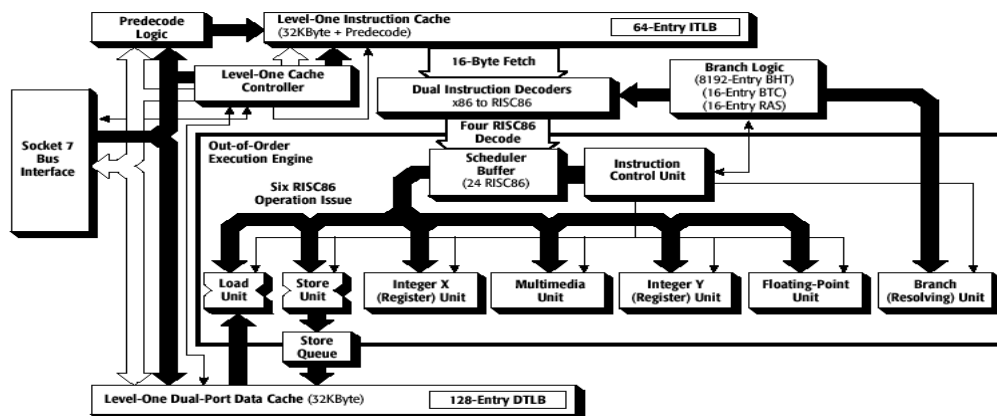 Predecode
Logic
Level-One Instruction Cache
(32KByte + Predecode)
64-Entry ITLB
Level-One Cache
Controller
16-Byte Fetch
Dual Instruction Decoders
x86 to RISC86
Branch Logic
(8192-Entry BHT)
(16-Entry BTC)
(16-Entry RAS)
Socket 7
Bus
Interface
Four RISC86
Decode
Out-of-Order
Execution Engine
Scheduler
Buffer
(24 RISC86)
Instruction
Control Unit
Six RISC86
Operation Issue
Load
Unit
Store
Unit
Integer X
(Register) Unit
Multimedia
Unit
Integer Y
(Register) Unit
Floating-Point
Unit
Branch
(Resolving) Unit
Store
Queue
Level-One Dual-Port Data Cache (32KByte)
128-Entry DTLB